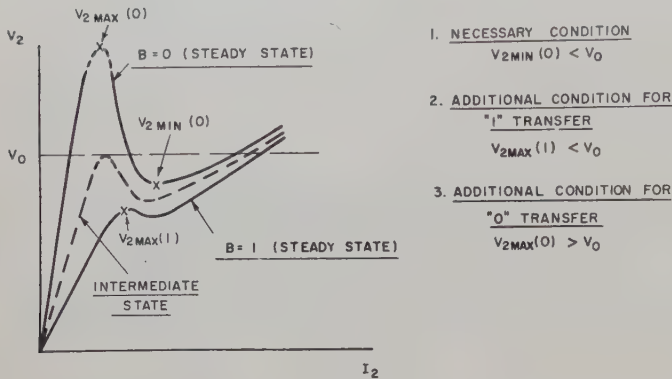 V2
V2 MAX (0)
B = 0 (STEADY STATE)
V2 MIN (0)
V0
V2MAX(1)
B = 1 (STEADY STATE)
INTERMEDIATE
STATE
I2
1. NECESSARY CONDITION
V2MIN (0) < V0
2. ADDITIONAL CONDITION FOR
"1" TRANSFER
V2MAX (1) < V0
3. ADDITIONAL CONDITION FOR
"0" TRANSFER
V2MAX(0) > V0